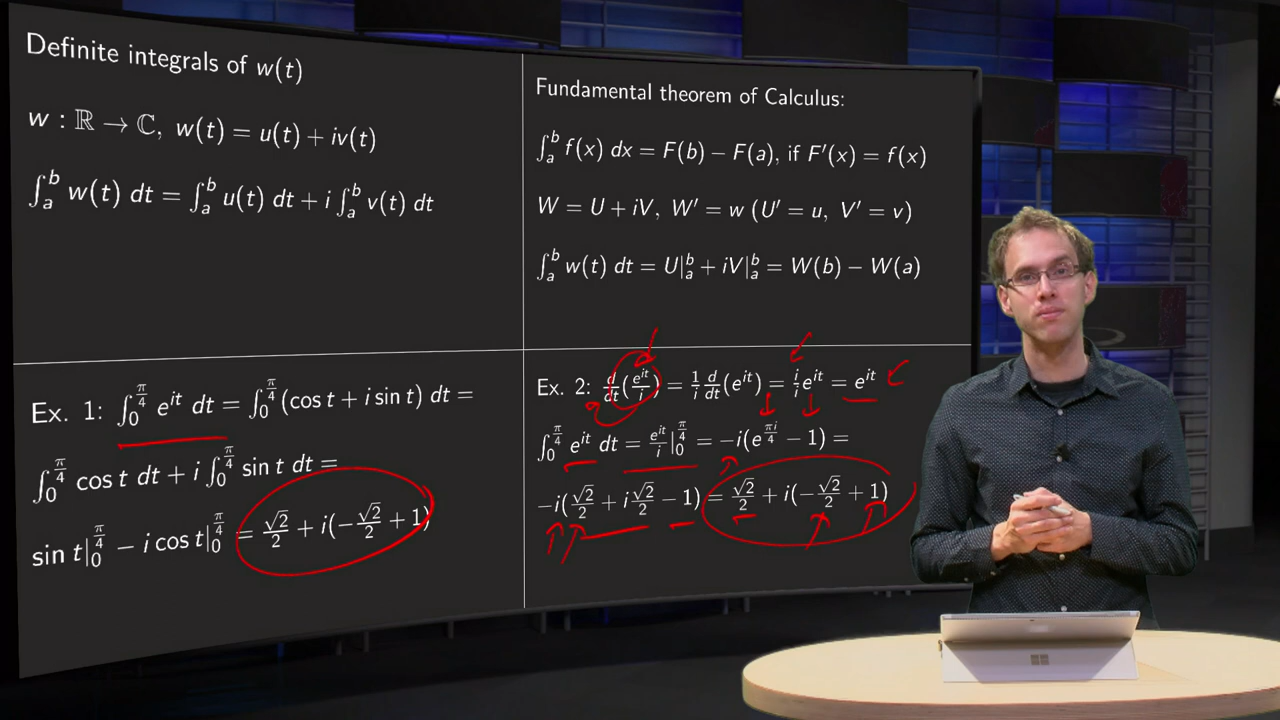 Definite integrals of w(t)
w : ℝ → ℂ, w(t) = u(t) + iv(t)
∫_a^b w(t) dt = ∫_a^b u(t) dt + i ∫_a^b v(t) dt
Fundamental theorem of Calculus:
∫_a^b f(x) dx = F(b) − F(a), if F′(x) = f(x)
W = U + iV, W′ = w (U′ = u, V′ = v)
∫_a^b w(t) dt = U|_a^b + iV|_a^b = W(b) − W(a)
Ex. 1: ∫_0^{π/4} e^{it} dt = ∫_0^{π/4} (cos t + i sin t) dt =
∫_0^{π/4} cos t dt + i ∫_0^{π/4} sin t dt =
sin t|_0^{π/4} − i cos t|_0^{π/4} = √2/2 + i(−√2/2 + 1)
Ex. 2: d/dt(e^{it}/i) = 1/i d/dt(e^{it}) = i/i e^{it} = e^{it}
∫_0^{π/4} e^{it} dt = e^{it}/i|_0^{π/4} = −i(e^{πi/4} − 1) =
−i(√2/2 + i√2/2 − 1) = √2/2 + i(−√2/2 + 1)